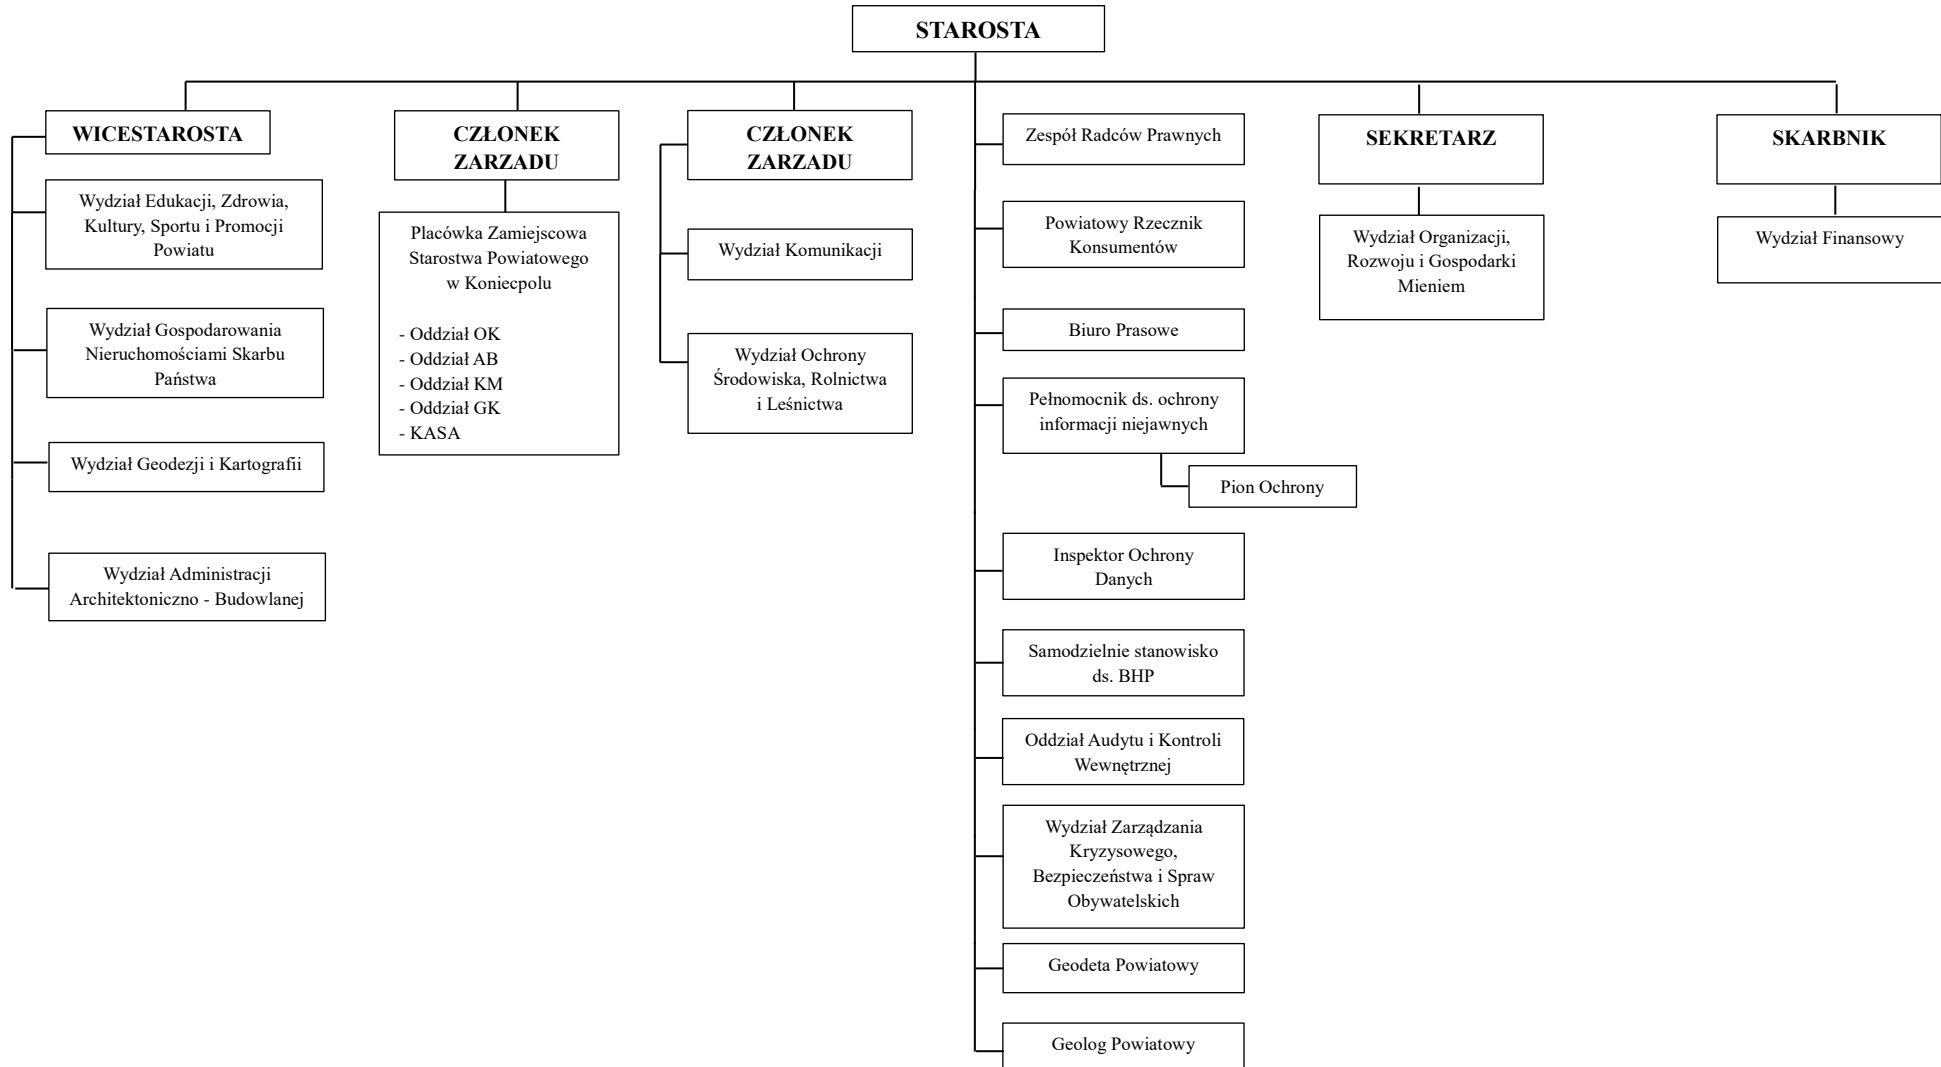 STAROSTA
WICESTAROSTA
Wydział Edukacji, Zdrowia,
Kultury, Sportu i Promocji
Powiatu
Wydział Gospodarowania
Nieruchomościami Skarbu
Państwa
Wydział Geodezji i Kartografii
Wydział Administracji
Architektoniczno - Budowlanej
CZŁONEK
ZARZADU
Placówka Zamiejscowa
Starostwa Powiatowego
w Koniecpolu
- Oddział OK
- Oddział AB
- Oddział KM
- Oddział GK
- KASA
CZŁONEK
ZARZADU
Wydział Komunikacji
Wydział Ochrony
Środowiska, Rolnictwa
i Leśnictwa
Zespół Radców Prawnych
Powiatowy Rzecznik
Konsumentów
Biuro Prasowe
Pełnomocnik ds. ochrony
informacji niejawnych
Pion Ochrony
Inspektor Ochrony
Danych
Samodzielnie stanowisko
ds. BHP
Oddział Audytu i Kontroli
Wewnętrznej
Wydział Zarządzania
Kryzysowego,
Bezpieczeństwa i Spraw
Obywatelskich
Geodeta Powiatowy
Geolog Powiatowy
SEKRETARZ
Wydział Organizacji,
Rozwoju i Gospodarki
Mieniem
SKARBNIK
Wydział Finansowy